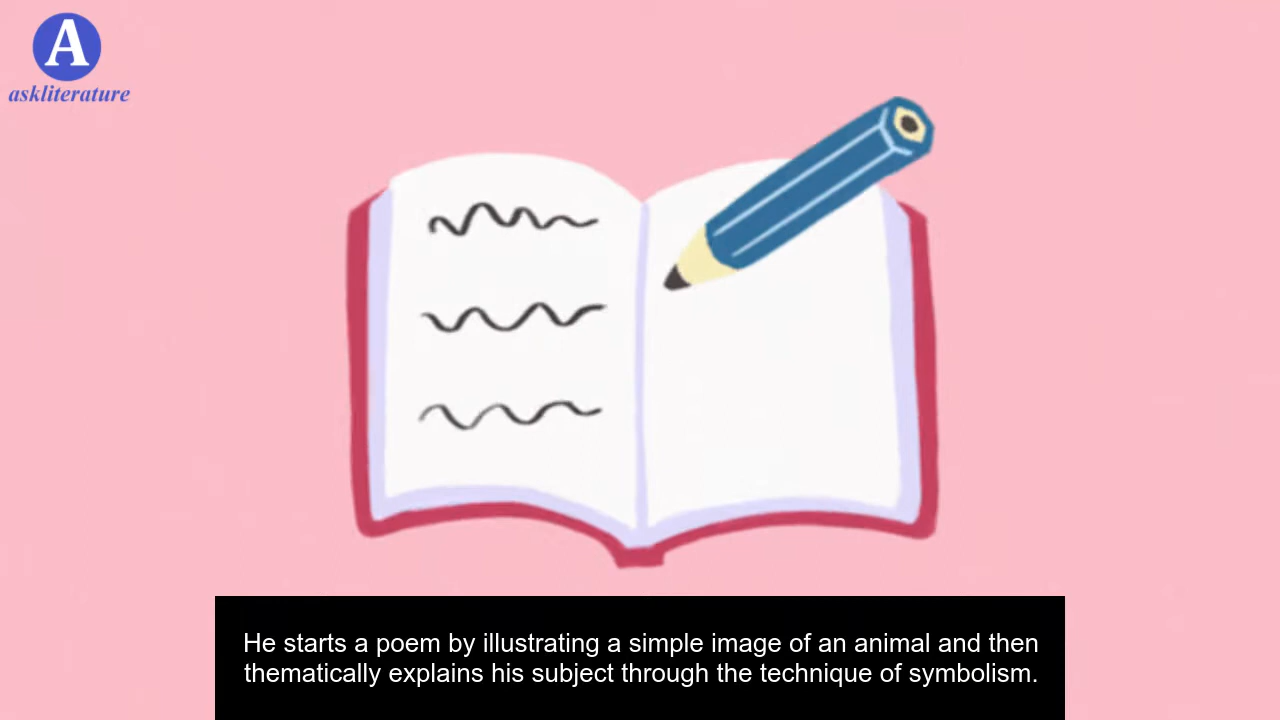 A
askliterature
He starts a poem by illustrating a simple image of an animal and then
thematically explains his subject through the technique of symbolism.